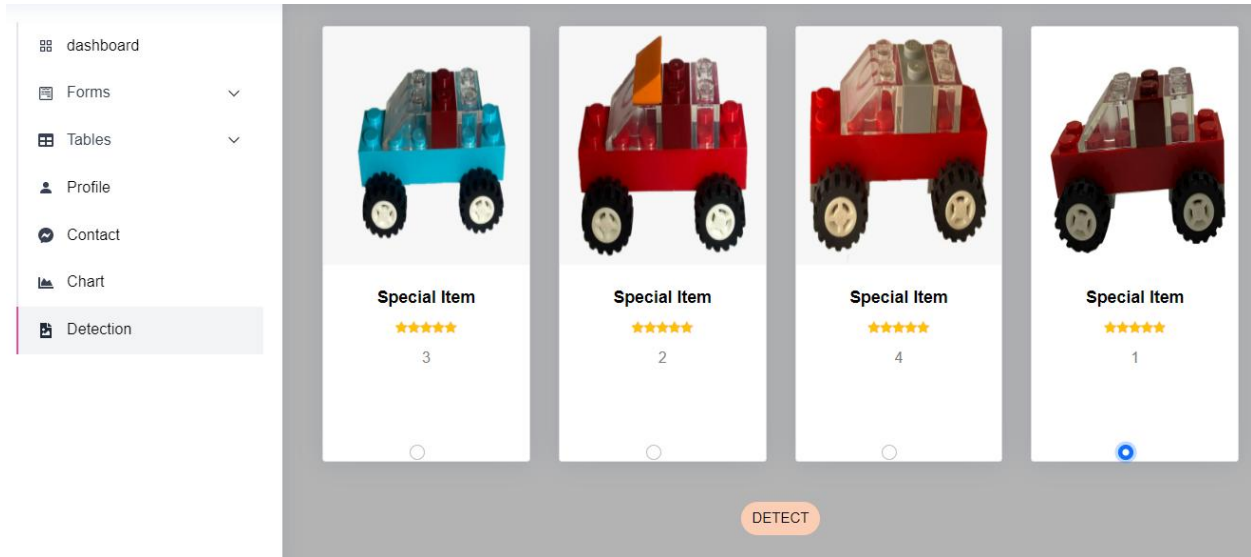 dashboard
Forms
Tables
Profile
Contact
Chart
Detection
Special Item
3
Special Item
2
Special Item
4
Special Item
1
DETECT